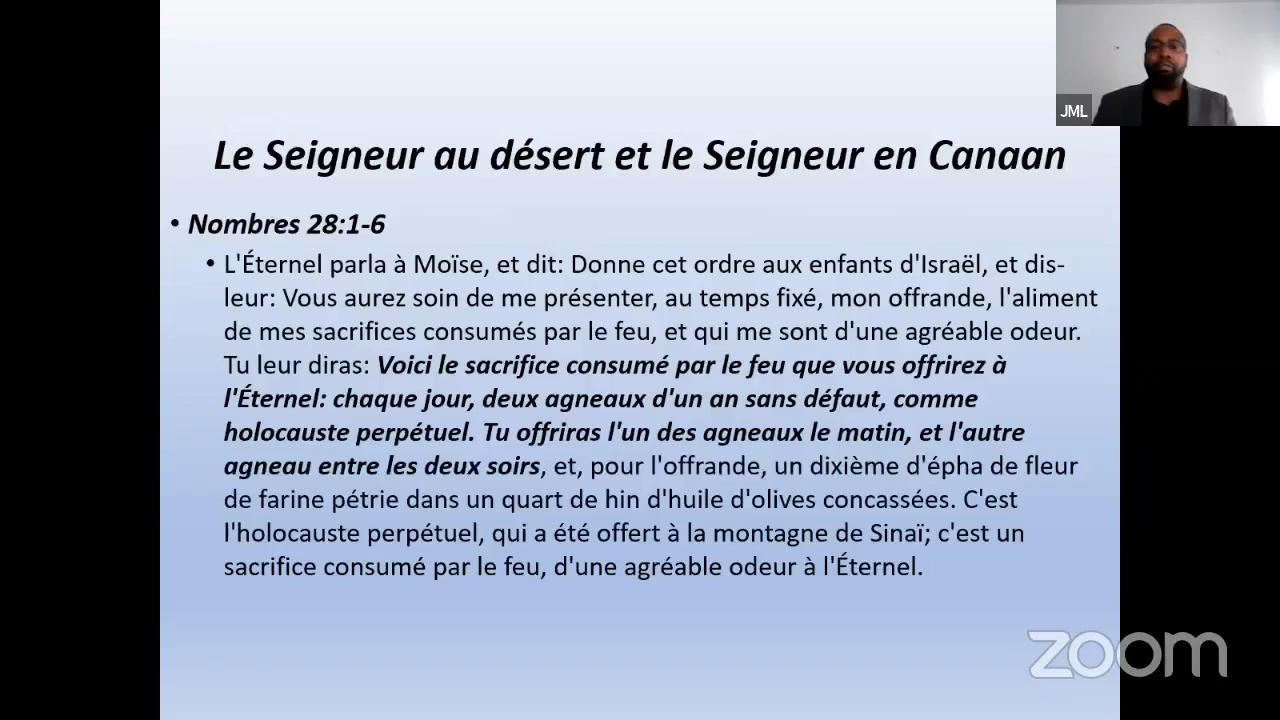 JML
Le Seigneur au désert et le Seigneur en Canaan
• Nombres 28:1-6
• L'Éternel parla à Moïse, et dit: Donne cet ordre aux enfants d'Israël, et dis-
leur: Vous aurez soin de me présenter, au temps fixé, mon offrande, l'aliment
de mes sacrifices consumés par le feu, et qui me sont d'une agréable odeur.
Tu leur diras: Voici le sacrifice consumé par le feu que vous offrirez à
l'Éternel: chaque jour, deux agneaux d'un an sans défaut, comme
holocauste perpétuel. Tu offriras l'un des agneaux le matin, et l'autre
agneau entre les deux soirs, et, pour l'offrande, un dixième d'épha de fleur
de farine pétrie dans un quart de hin d'huile d'olives concassées. C'est
l'holocauste perpétuel, qui a été offert à la montagne de Sinaï; c'est un
sacrifice consumé par le feu, d'une agréable odeur à l'Éternel.
zoom